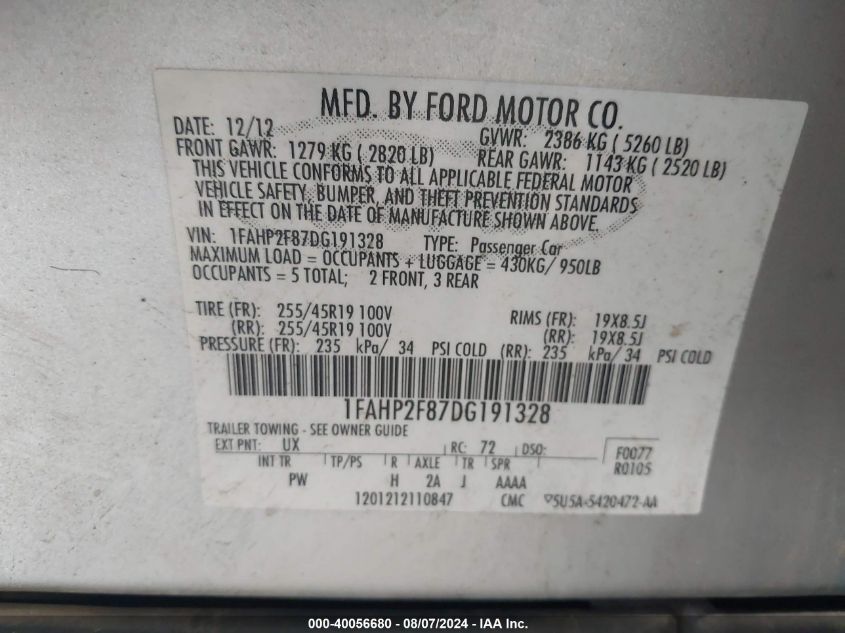 MFD. BY FORD MOTOR CO.
DATE: 12/12 GVWR: 2386 KG ( 5260 LB)
FRONT GAWR: 1279 KG ( 2820 LB) REAR GAWR: 1143 KG ( 2520 LB)
THIS VEHICLE CONFORMS TO ALL APPLICABLE FEDERAL MOTOR
VEHICLE SAFETY, BUMPER, AND THEFT PREVENTION STANDARDS
IN EFFECT ON THE DATE OF MANUFACTURE SHOWN ABOVE.
VIN: 1FAHP2F87DG191328 TYPE: Passenger Car
MAXIMUM LOAD = OCCUPANTS + LUGGAGE = 430KG/ 950LB
OCCUPANTS = 5 TOTAL; 2 FRONT, 3 REAR
TIRE (FR): 255/45R19 100V RIMS (FR): 19X8.5J
(RR): 255/45R19 100V (RR): 19X8.5J
PRESSURE (FR): 235 kPa/ 34 PSI COLD (RR): 235 kPa/ 34 PSI COLD
1FAHP2F87DG191328
TRAILER TOWING - SEE OWNER GUIDE
EXT PNT: UX RC: 72 DSO: F0077
INT TR TP/PS R AXLE TR SPR R0105
PW H 2A J AAAA
1201212110847 CMC 5U5A-5420472-AA
000-40056680 - 08/07/2024 - IAA Inc.